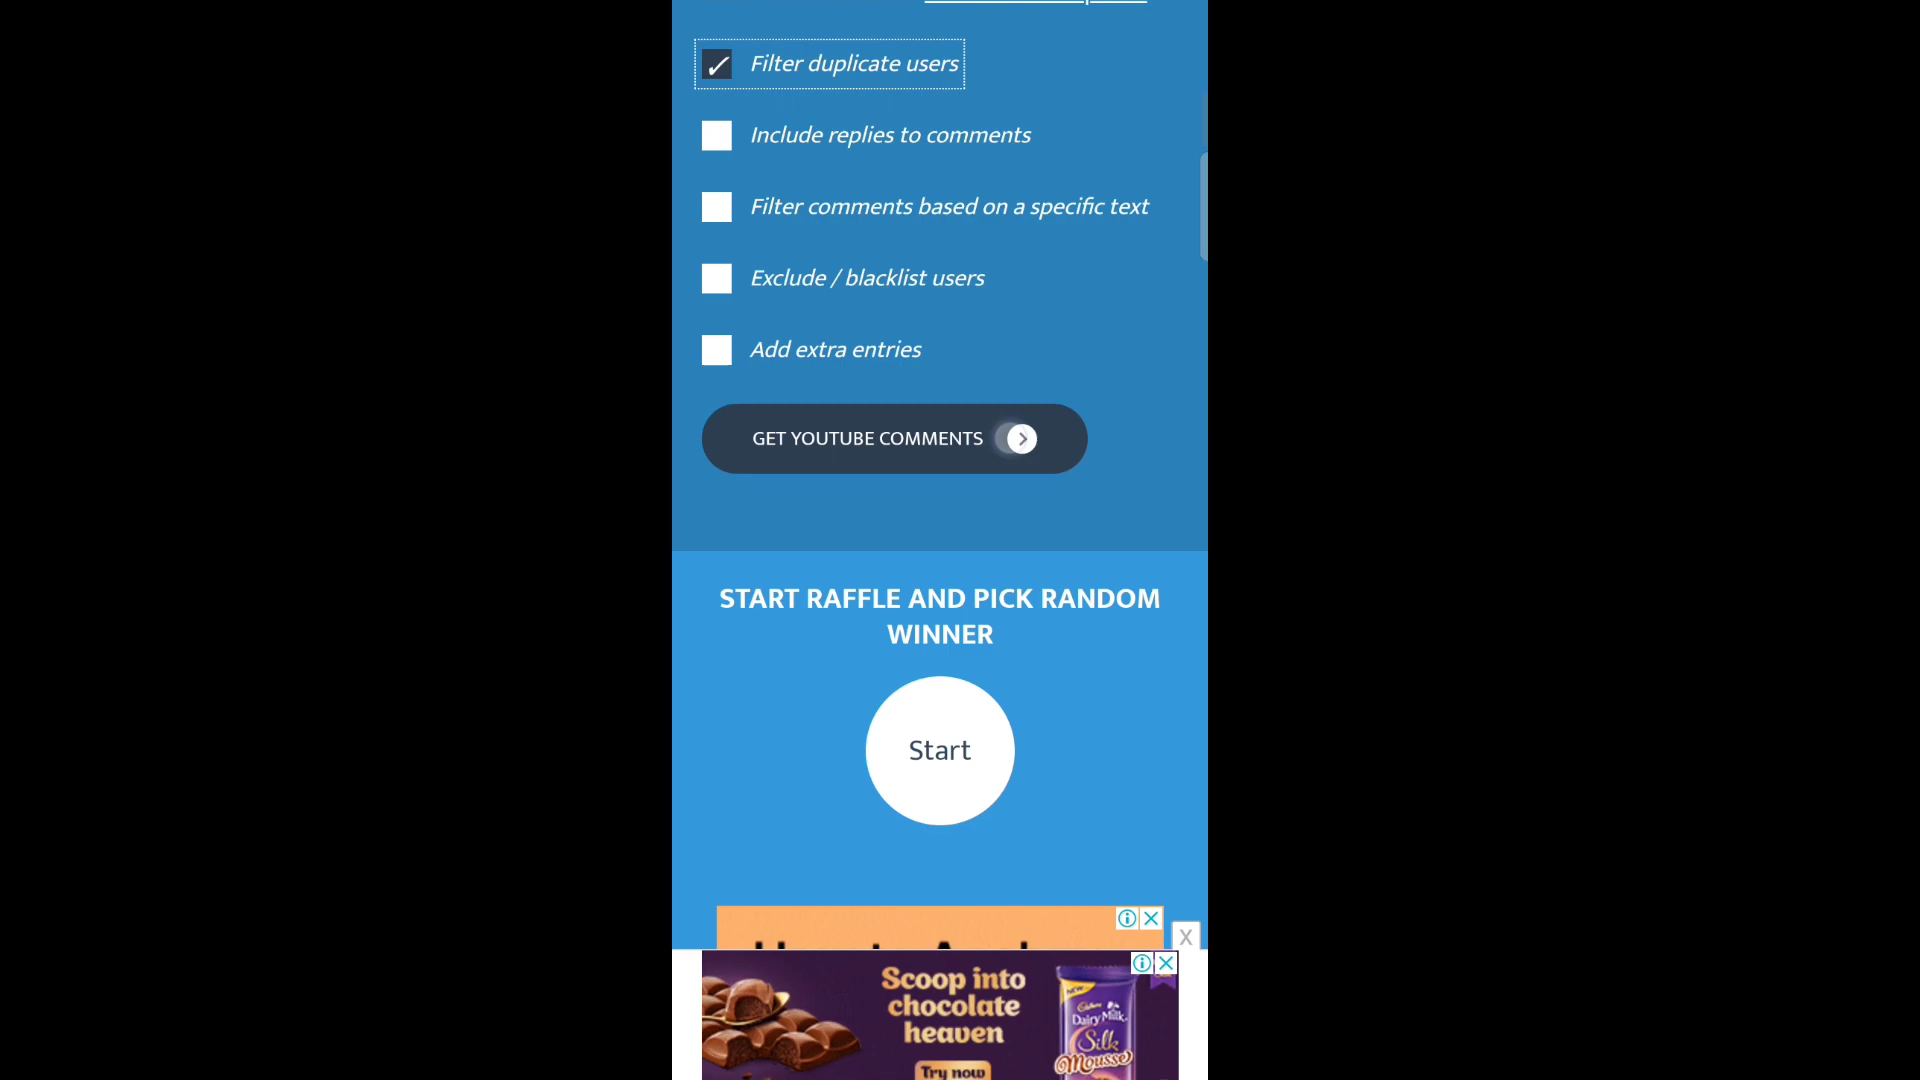 Filter duplicate users
Include replies to comments
Filter comments based on a specific text
Exclude / blacklist users
Add extra entries
GET YOUTUBE COMMENTS
START RAFFLE AND PICK RANDOM
WINNER
Start
X
Scoop into
chocolate
heaven
Try now
NEW
Cadbury
Dairy Milk
Silk
Mousse